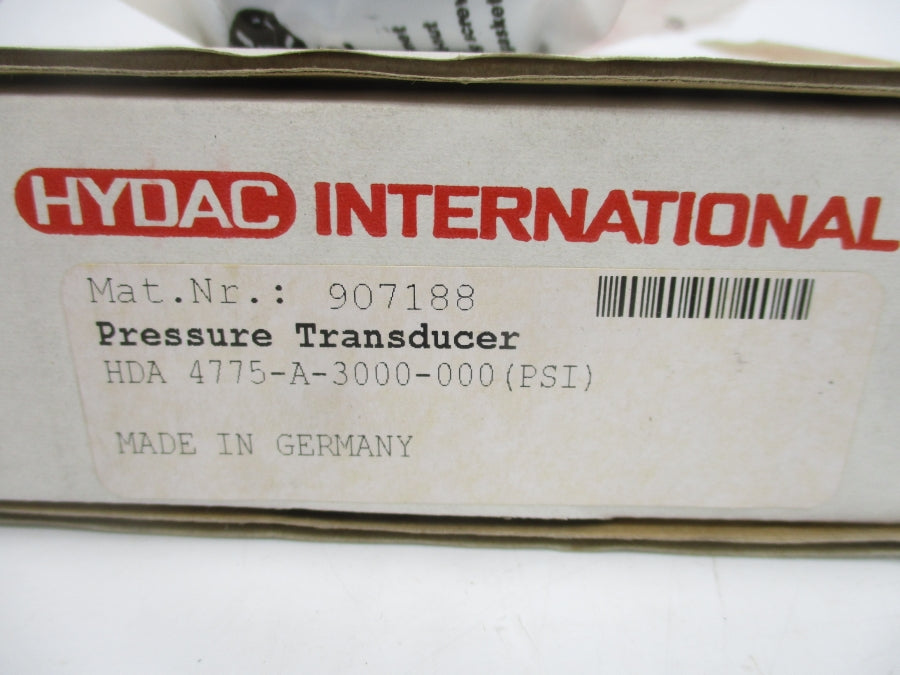 HYDAC INTERNATIONAL
Mat.Nr.: 907188
Pressure Transducer
HDA 4775-A-3000-000(PSI)
MADE IN GERMANY